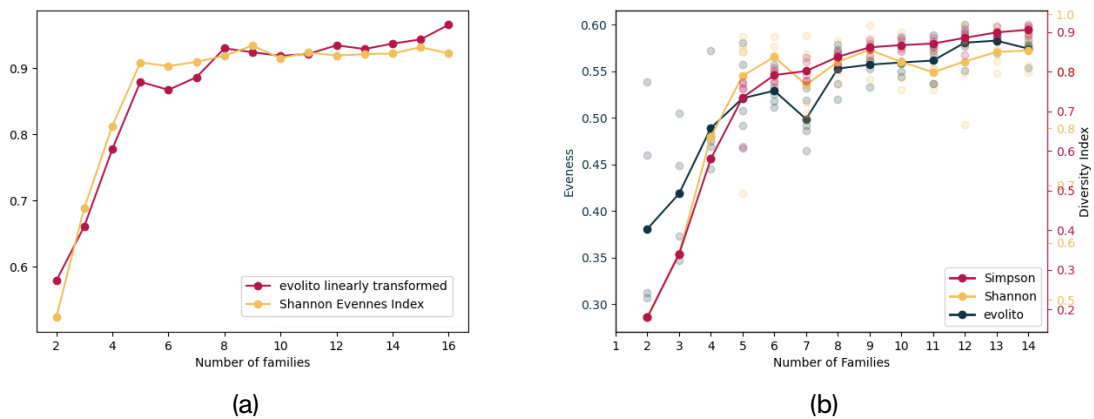 0.9
0.8
0.7
0.6
2
4
6
8
10
12
14
16
Number of families
evolito linearly transformed
Shannon Evennes Index
(a)
0.60
0.55
0.50
0.45
0.40
0.35
0.30
Eveness
1 2 3 4 5 6 7 8 9 10 11 12 13 14
Number of Families
Simpson
Shannon
evolito
0.9
0.8
0.7
0.6
0.5
0.4
0.3
0.2
1.0
0.8
0.7
0.6
0.5
Diversity Index
(b)